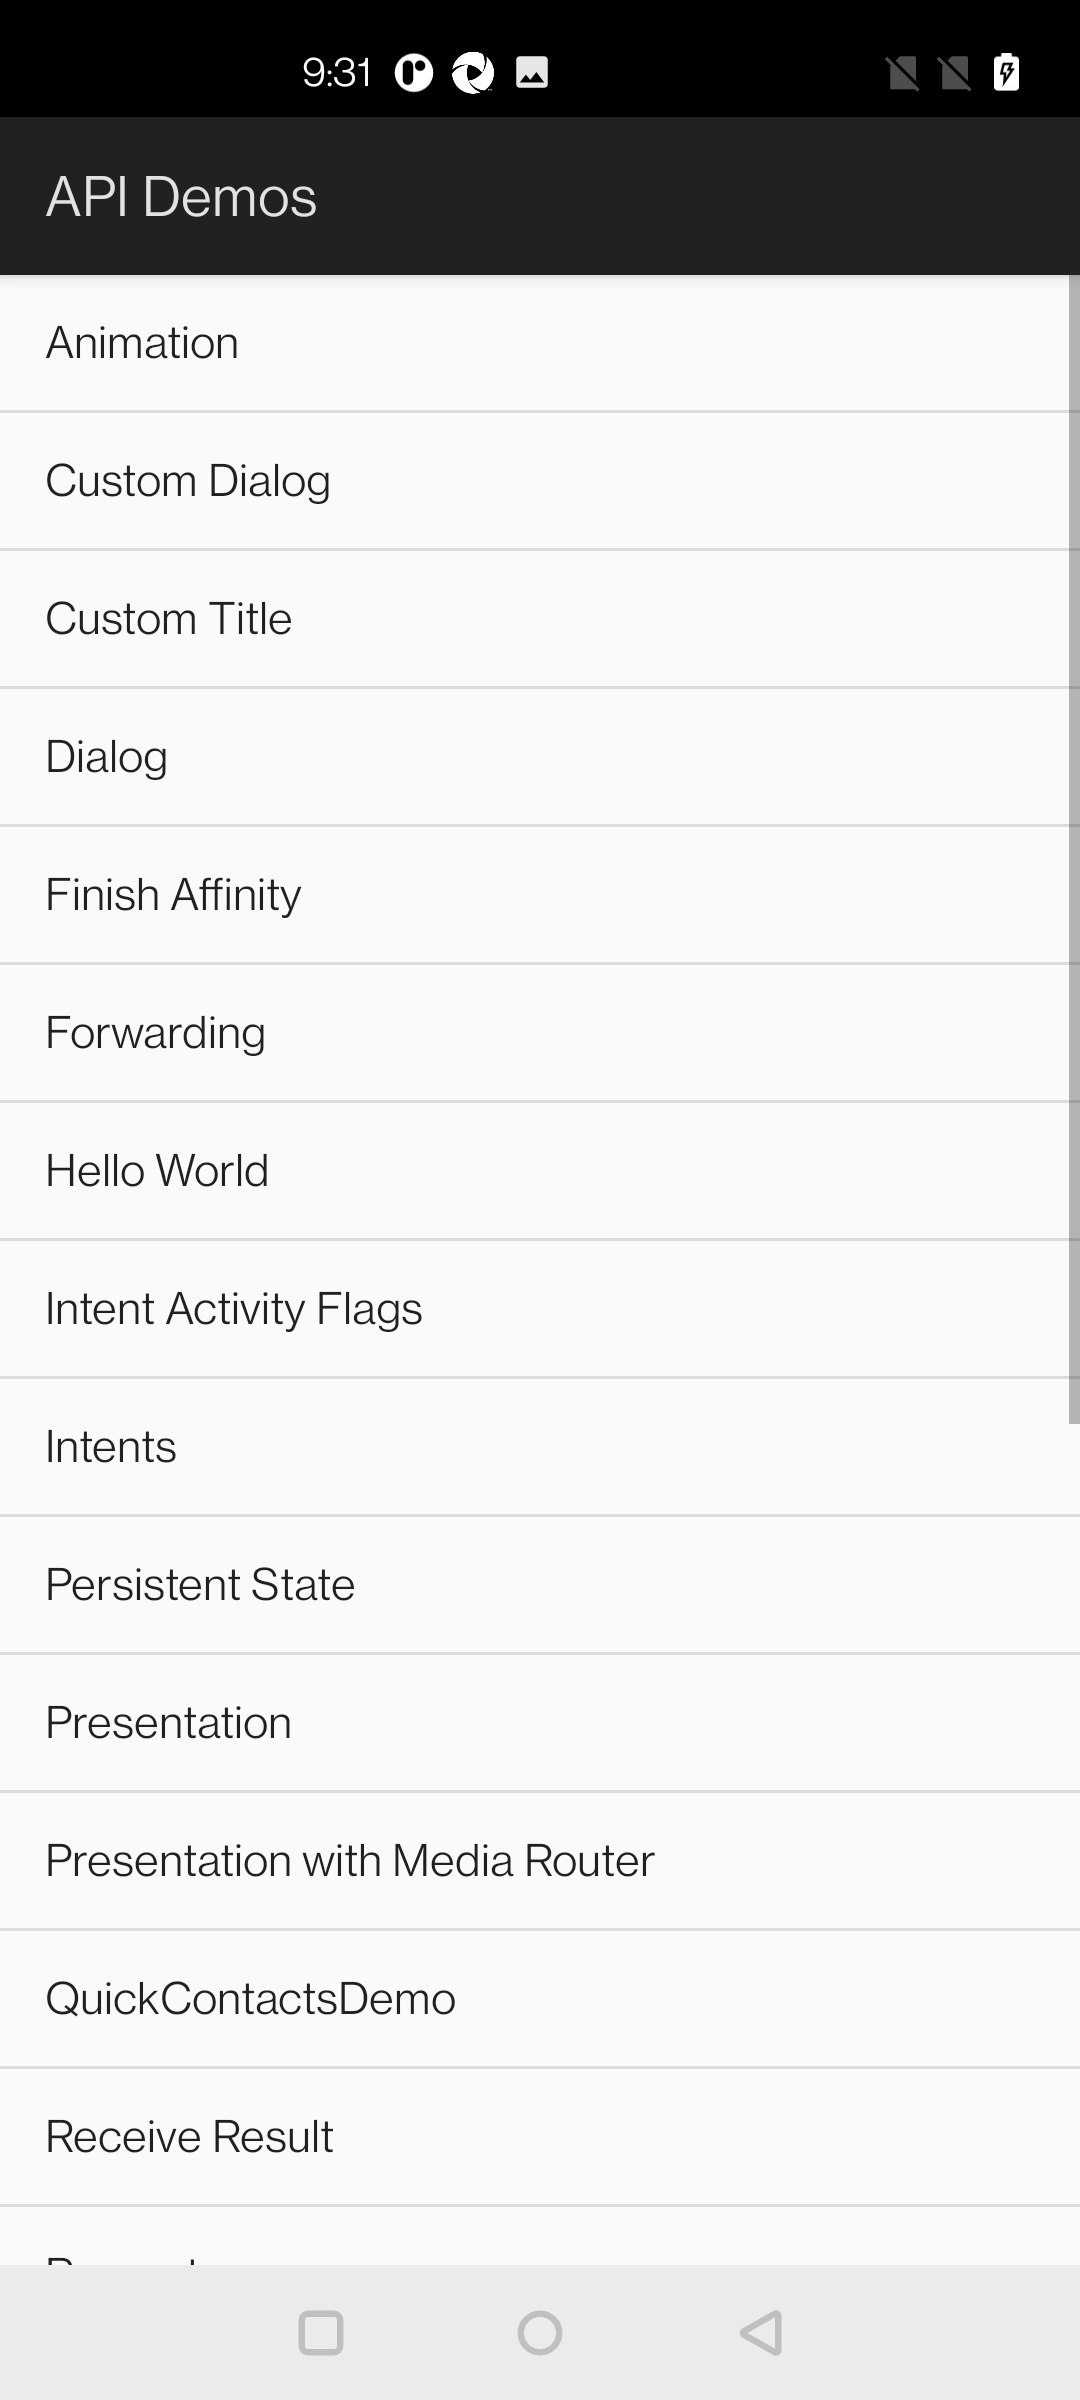 9:31
API Demos
Animation
Custom Dialog
Custom Title
Dialog
Finish Affinity
Forwarding
Hello World
Intent Activity Flags
Intents
Persistent State
Presentation
Presentation with Media Router
QuickContactsDemo
Receive Result